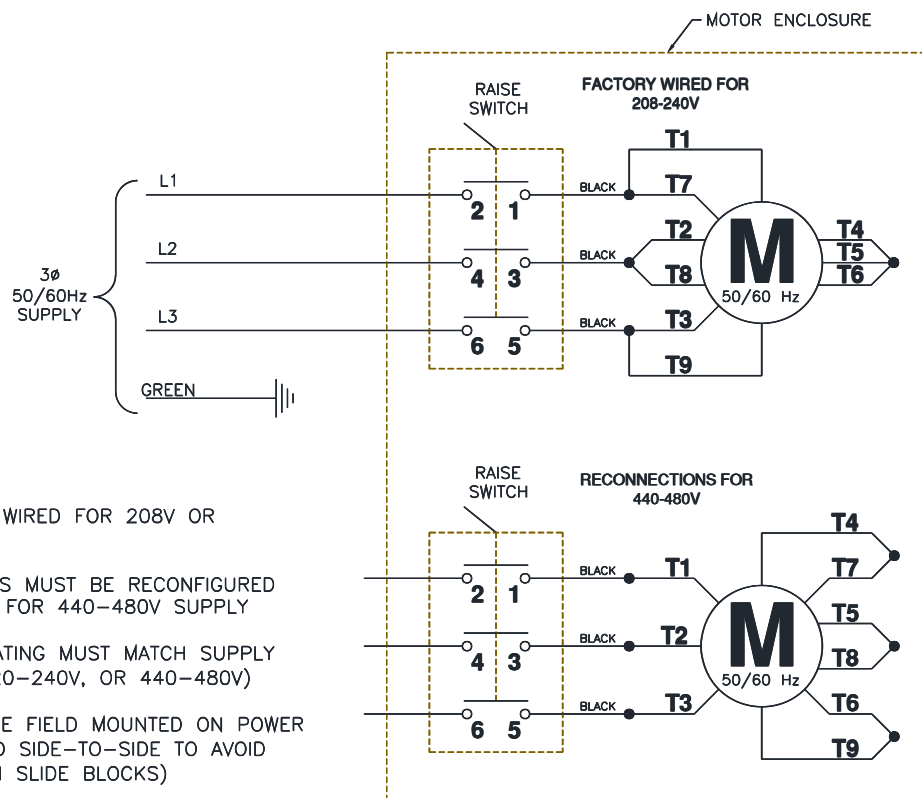 MOTOR ENCLOSURE
RAISE
SWITCH
FACTORY WIRED FOR
208-240V
3ø
50/60Hz
SUPPLY
L1
L2
L3
GREEN
2 1
4 3
6 5
BLACK
BLACK
BLACK
T1
T7
T2
T8
T3
T9
M
50/60 Hz
T4
T5
T6
RAISE
SWITCH
RECONNECTIONS FOR
440-480V
2 1
4 3
6 5
BLACK
BLACK
BLACK
T1
T2
T3
M
50/60 Hz
T4
T7
T5
T8
T6
T9
WIRED FOR 208V OR
MUST BE RECONFIGURED
FOR 440-480V SUPPLY
MUST MATCH SUPPLY
0-240V, OR 440-480V)
FIELD MOUNTED ON POWER
SIDE-TO-SIDE TO AVOID
SLIDE BLOCKS)